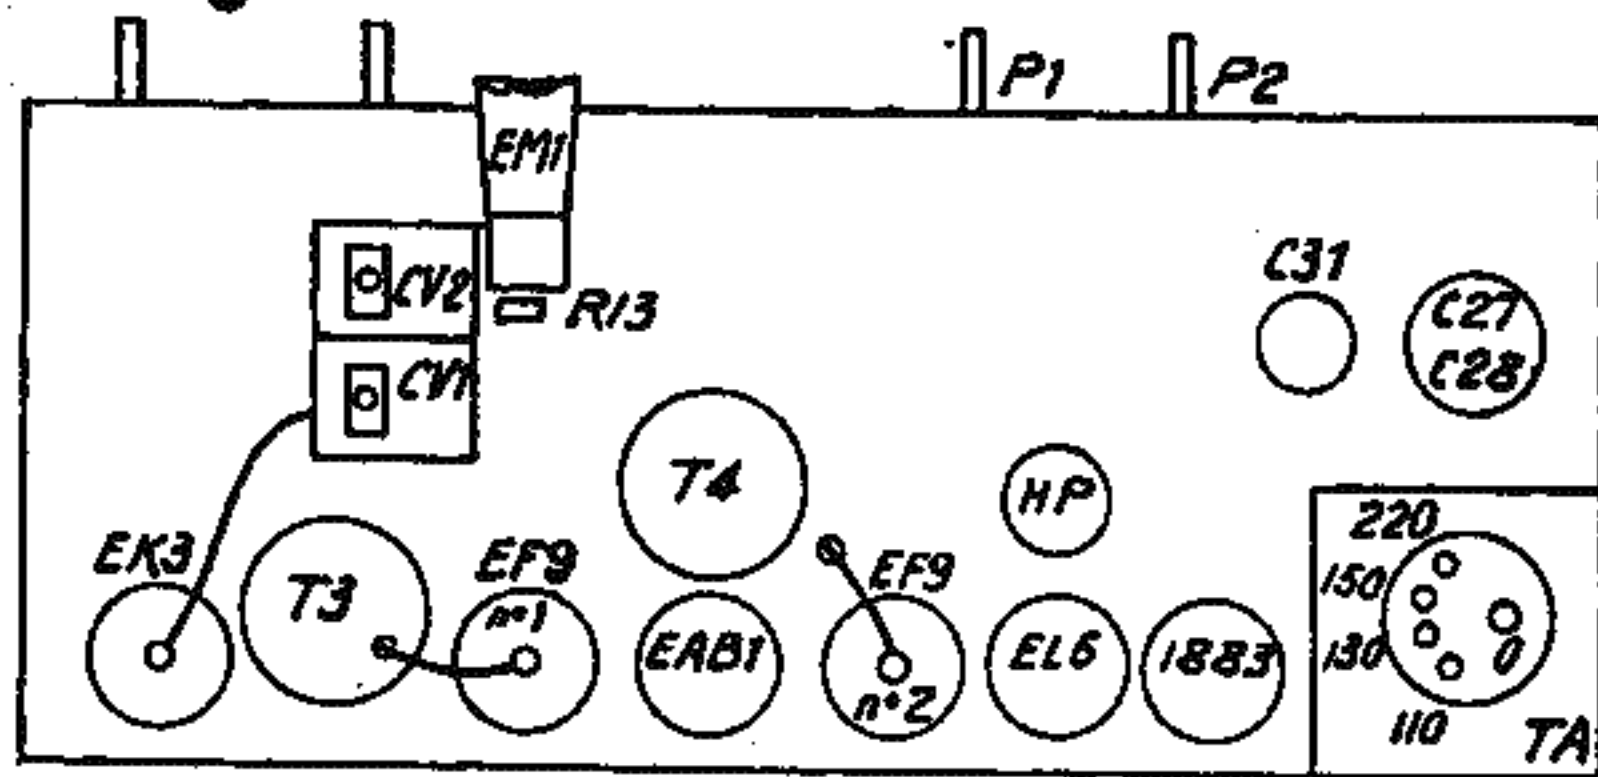 P1 P2
EM1
CV2
R13
CV1
C31
C27
C28
T4
HP
EK3
T3
EF9
n°1
EAB1
EF9
n°2
EL6
1883
220
150
130
0
110
TA